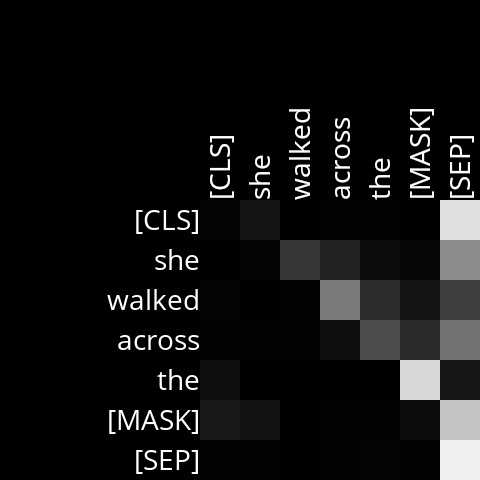 [CLS]
she
walked
across
the
[MASK]
[SEP]
[CLS]
she
walked
across
the
[MASK]
[SEP]